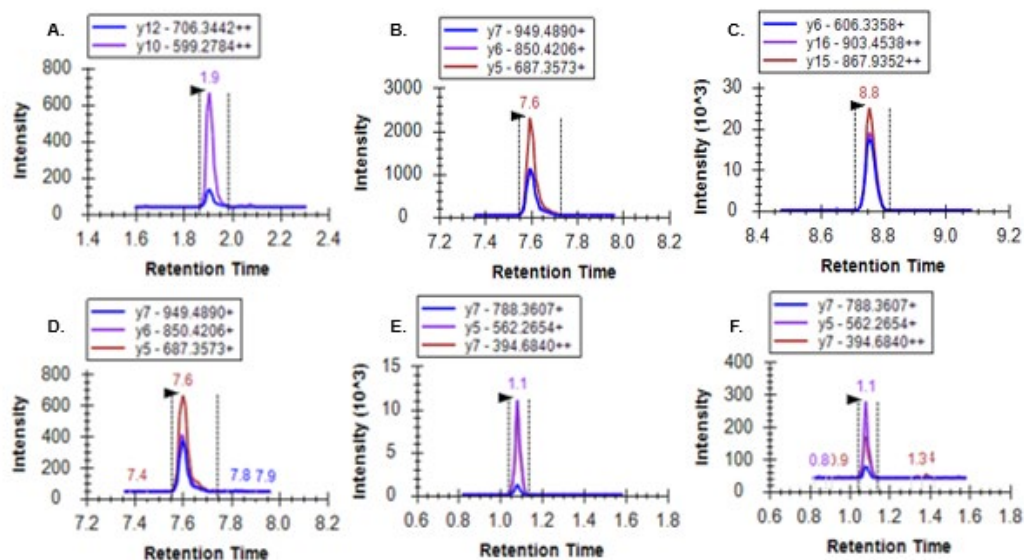 A.
y12 - 706.3442++
y10 - 599.2784++
800
600
400
200
0
Intensity
1.9
1.4 1.6 1.8 2.0 2.2 2.4
Retention Time
B.
y7 - 949.4890+
y6 - 850.4206+
y5 - 687.3573+
3000
2000
1000
0
Intensity
7.6
7.2 7.4 7.6 7.8 8.0 8.2
Retention Time
C.
y6 - 606.3358+
y16 - 903.4538++
y15 - 867.9352++
30
20
10
0
Intensity (10^3)
8.8
8.4 8.6 8.8 9.0 9.2
Retention Time
D.
y7 - 949.4890+
y6 - 850.4206+
y5 - 687.3573+
800
600
400
200
0
Intensity
7.6
7.4 7.8 7.9
7.2 7.4 7.6 7.8 8.0 8.2
Retention Time
E.
y7 - 788.3607+
y5 - 562.2654+
y7 - 394.6840++
15
10
5
0
Intensity (10^3)
1.1
0.6 0.8 1.0 1.2 1.4 1.6 1.8
Retention Time
F.
y7 - 788.3607+
y5 - 562.2654+
y7 - 394.6840++
400
300
200
100
0
Intensity
1.1
0.8
0.6 0.8 1.0 1.2 1.4 1.6 1.8
Retention Time